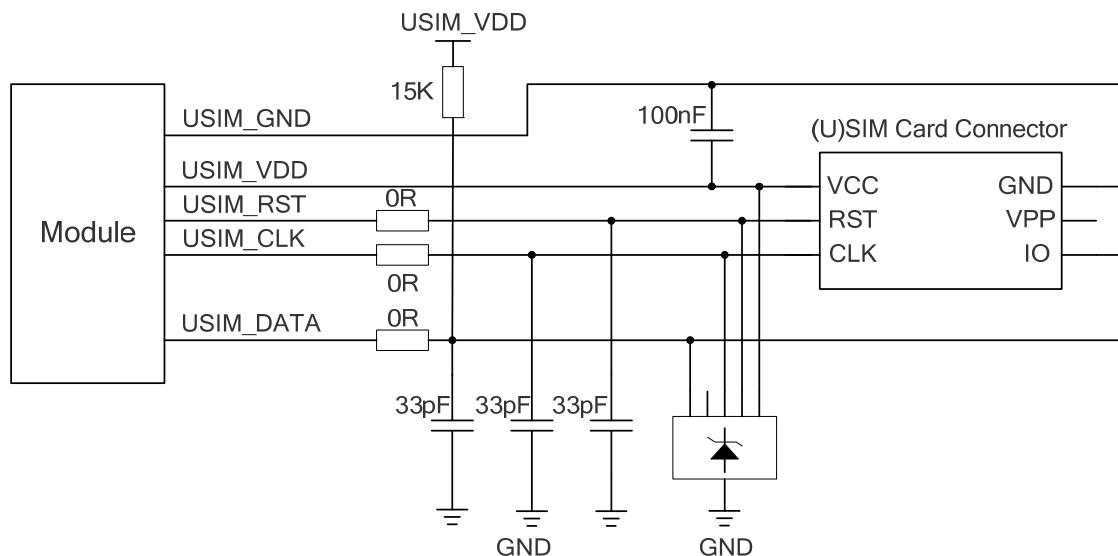 USIM_VDD
15K
USIM_GND
100nF
(U)SIM Card Connector
USIM_VDD
VCC
GND
USIM_RST
0R
RST
VPP
Module
USIM_CLK
CLK
IO
0R
USIM_DATA
0R
33pF
33pF
33pF
GND
GND